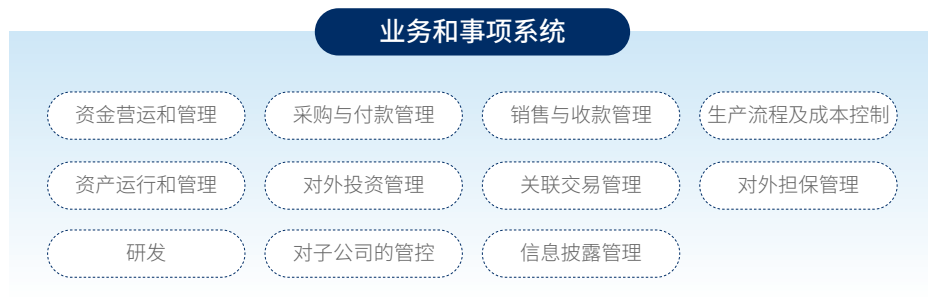 业务和事项系统
资金营运和管理
采购与付款管理
销售与收款管理
生产流程及成本控制
资产运行和管理
对外投资管理
关联交易管理
对外担保管理
研发
对子公司的管控
信息披露管理